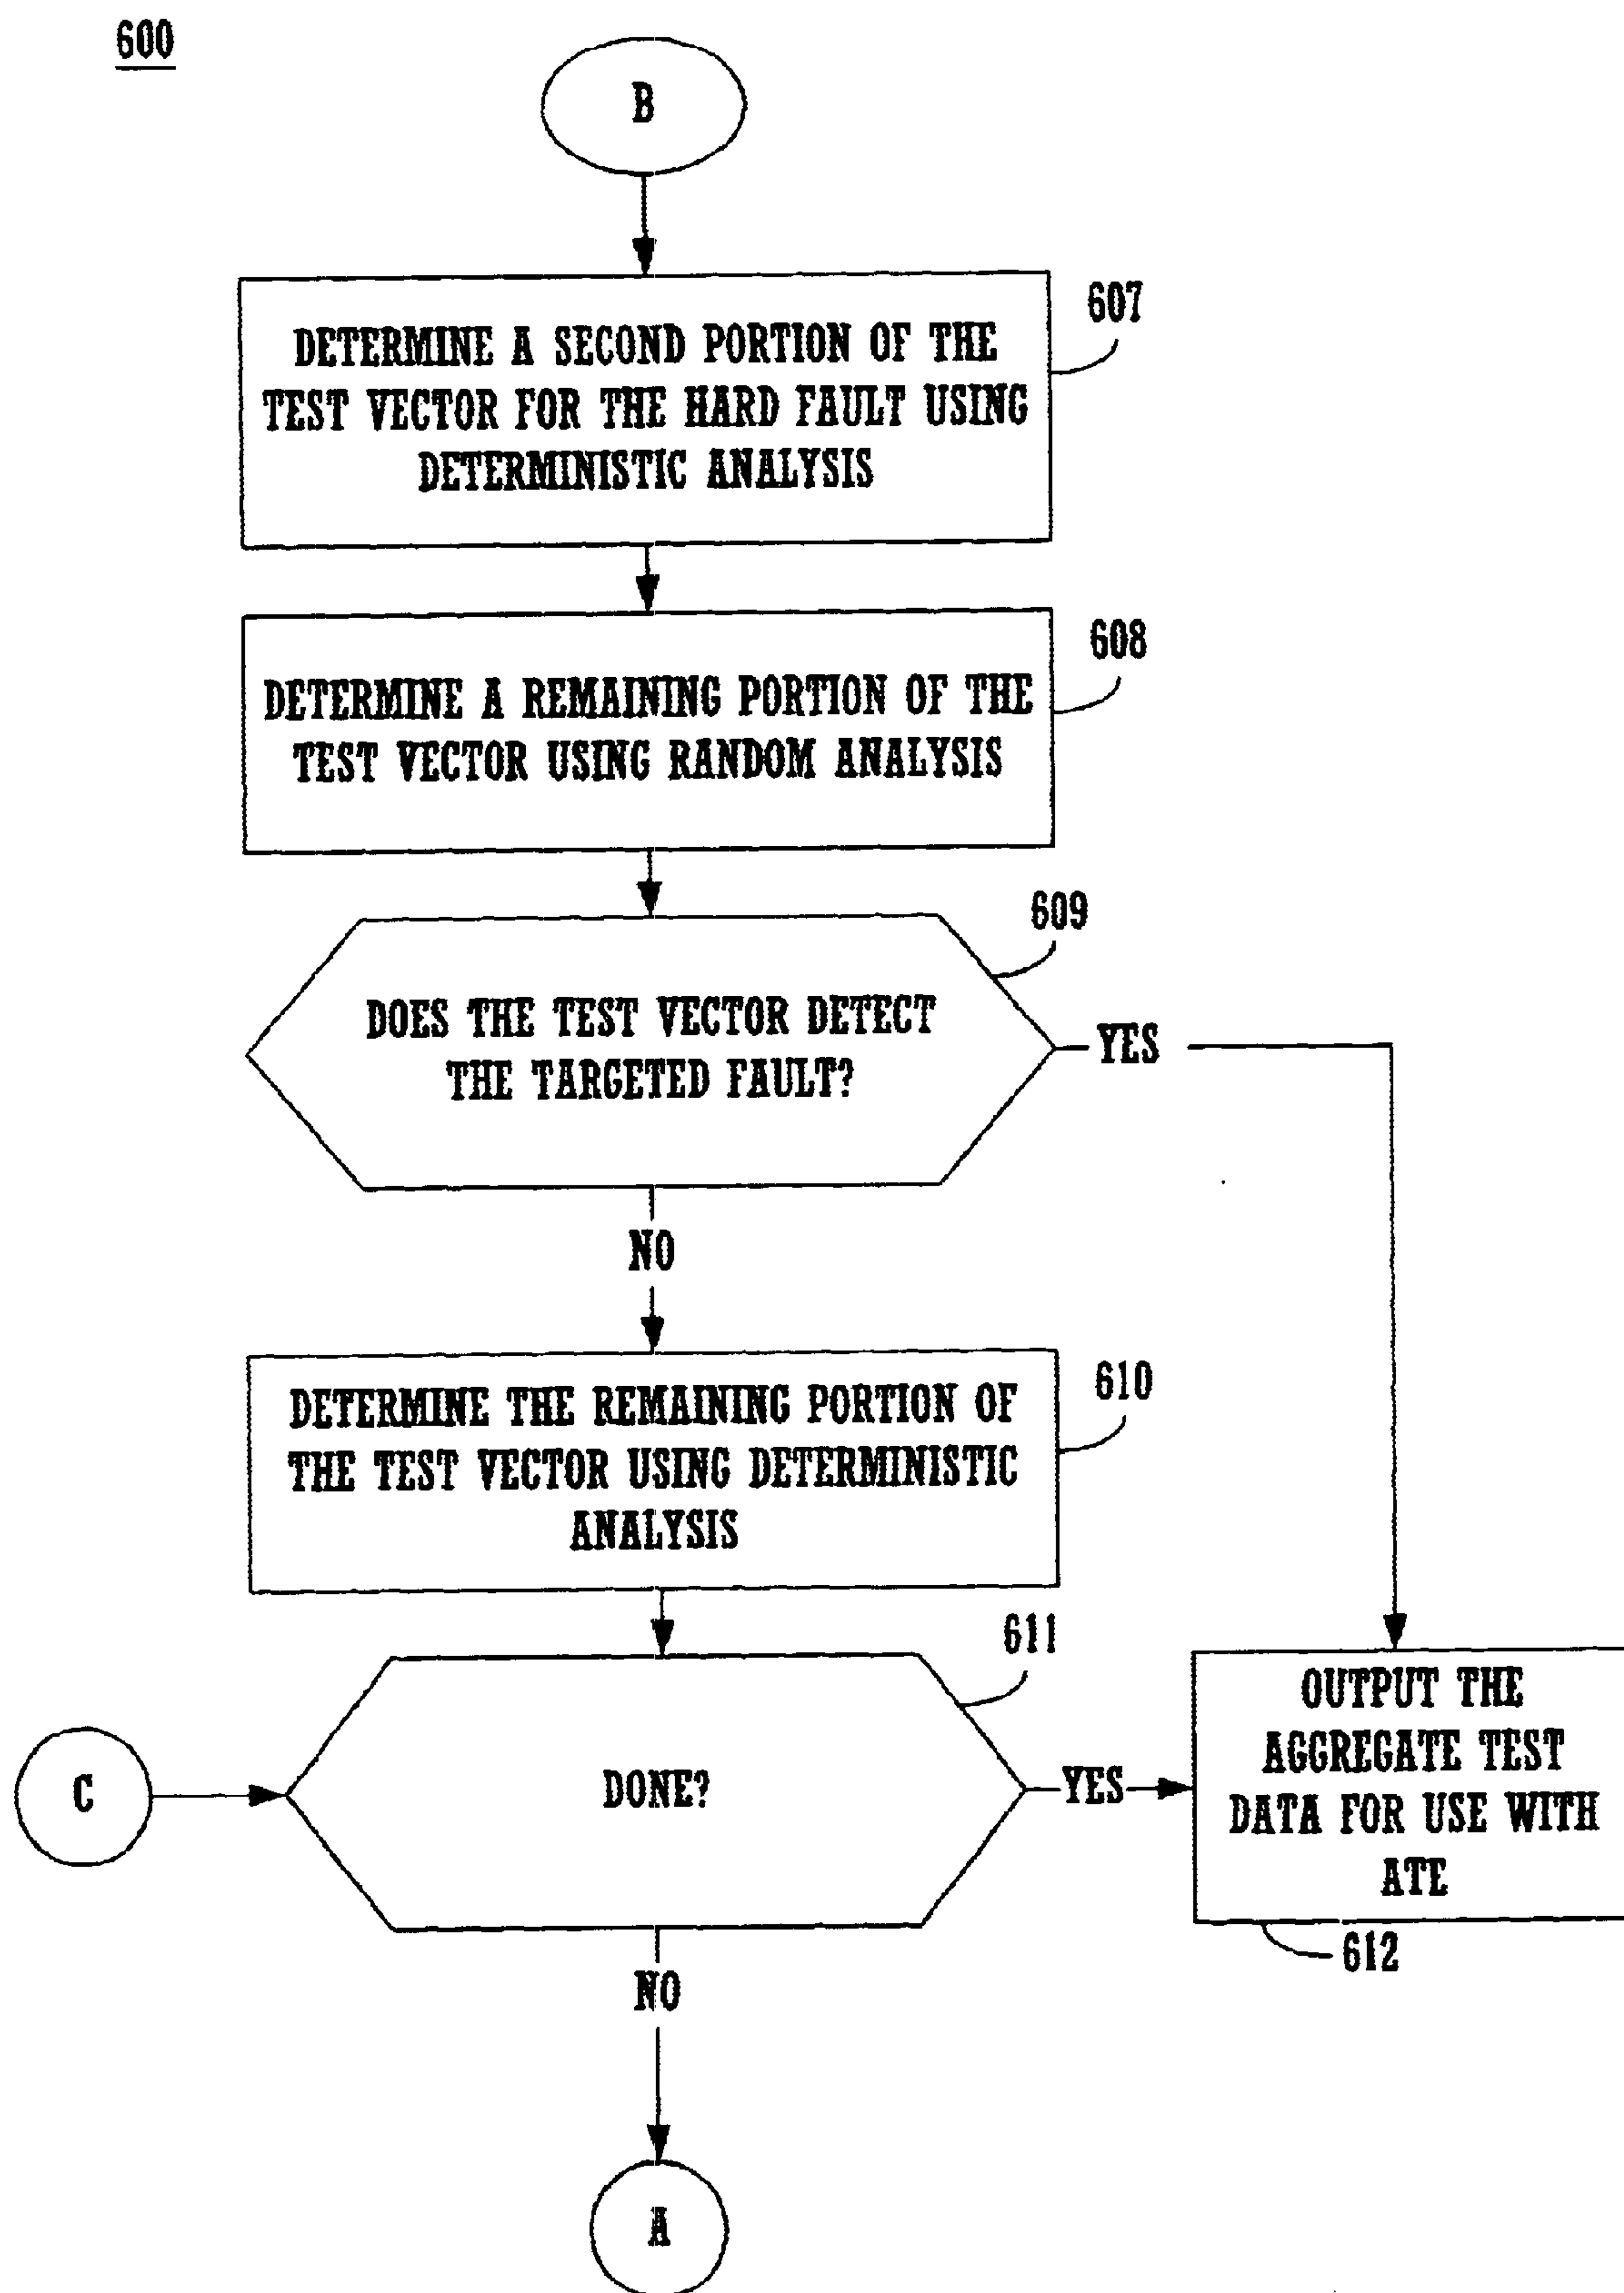 600
B
607
DETERMINE A SECOND PORTION OF THE
TEST VECTOR FOR THE HARD FAULT USING
DETERMINISTIC ANALYSIS
608
DETERMINE A REMAINING PORTION OF THE
TEST VECTOR USING RANDOM ANALYSIS
609
DOES THE TEST VECTOR DETECT
THE TARGETED FAULT?
YES
NO
610
DETERMINE THE REMAINING PORTION OF
THE TEST VECTOR USING DETERMINISTIC
ANALYSIS
611
C
DONE?
YES
OUTPUT THE
AGGREGATE TEST
DATA FOR USE WITH
ATE
612
NO
A